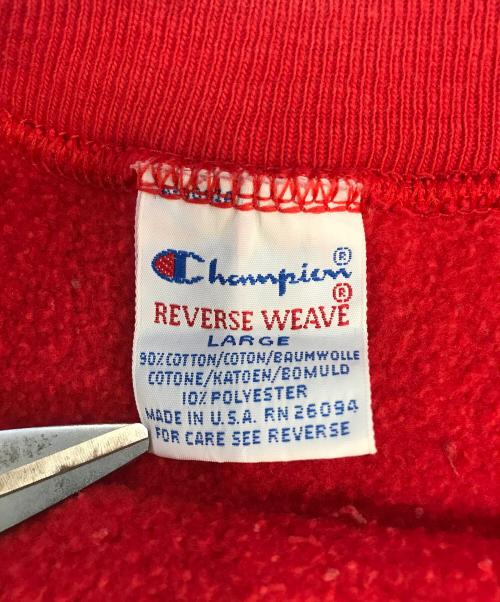 Champion®
REVERSE WEAVE®
LARGE
90% COTTON/COTON/BAUMWOLLE
COTONE/KATOEN/BOMULD
10% POLYESTER
MADE IN U.S.A. RN 26094
FOR CARE SEE REVERSE